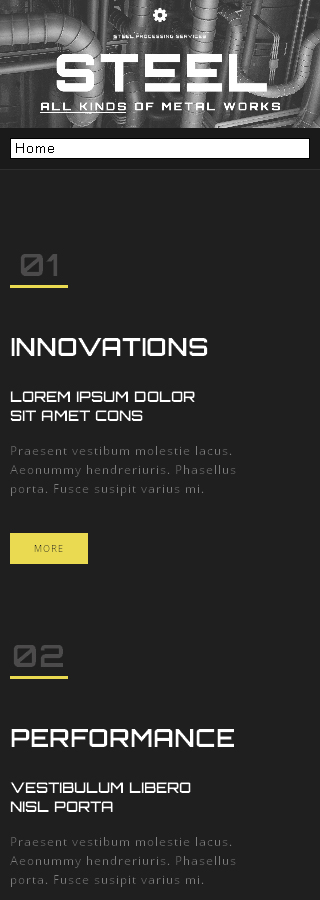 STEEL PROCESSING SERVICES
STEEL
ALL KINDS OF METAL WORKS
Home
01
INNOVATIONS
LOREM IPSUM DOLOR
SIT AMET CONS
Praesent vestibum molestie lacus.
Aeonummy hendreriuris. Phasellus
porta. Fusce susipit varius mi.
MORE
02
PERFORMANCE
VESTIBULUM LIBERO
NISL PORTA
Praesent vestibum molestie lacus.
Aeonummy hendreriuris. Phasellus
porta. Fusce susipit varius mi.